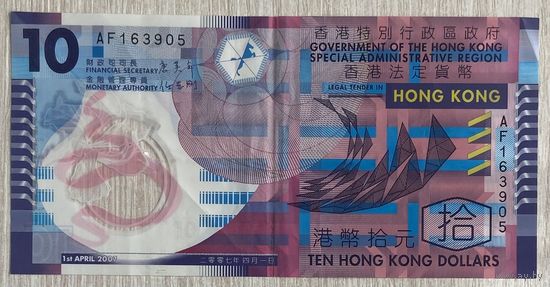 10
AF163905
香港特別行政區政府
GOVERNMENT OF THE HONG KONG
SPECIAL ADMINISTRATIVE REGION
香港法定貨幣
LEGAL TENDER IN
HONG KONG
財政司司長
FINANCIAL SECRETARY
金融管理專員
MONETARY AUTHORITY
AF163905
1st APRIL 2007
二零零七年四月一日
港幣拾元
拾
TEN HONG KONG DOLLARS